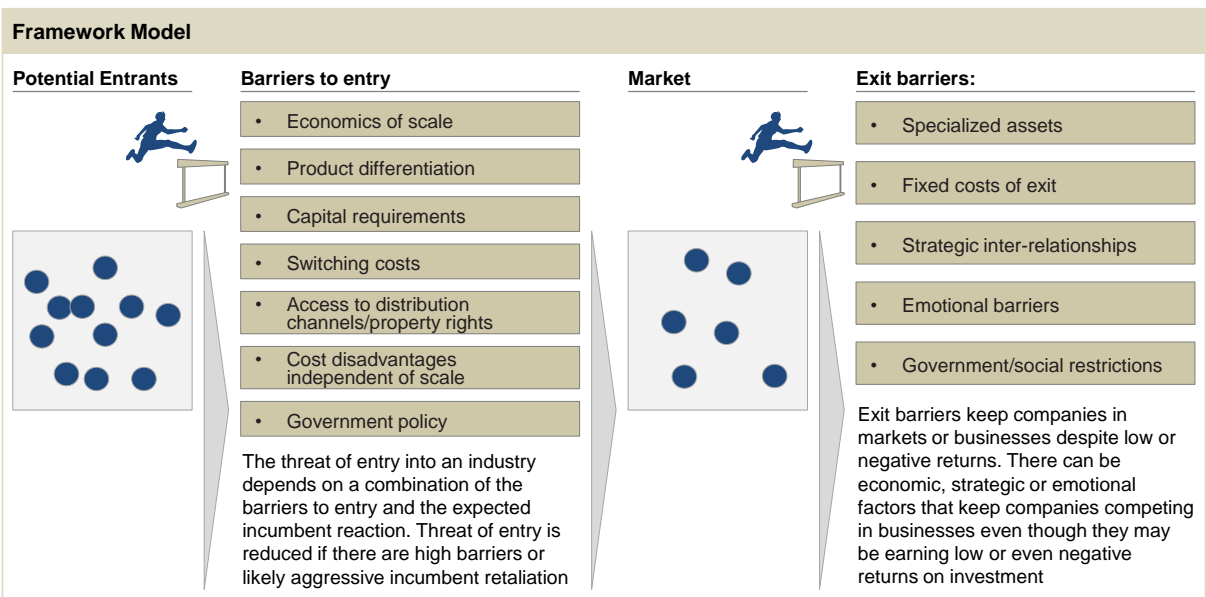 Framework Model
Potential Entrants
Barriers to entry
• Economics of scale
• Product differentiation
• Capital requirements
• Switching costs
• Access to distribution
channels/property rights
• Cost disadvantages
independent of scale
• Government policy
The threat of entry into an industry
depends on a combination of the
barriers to entry and the expected
incumbent reaction. Threat of entry is
reduced if there are high barriers or
likely aggressive incumbent retaliation
Market
Exit barriers:
• Specialized assets
• Fixed costs of exit
• Strategic inter-relationships
• Emotional barriers
• Government/social restrictions
Exit barriers keep companies in
markets or businesses despite low or
negative returns. There can be
economic, strategic or emotional
factors that keep companies competing
in businesses even though they may
be earning low or even negative
returns on investment